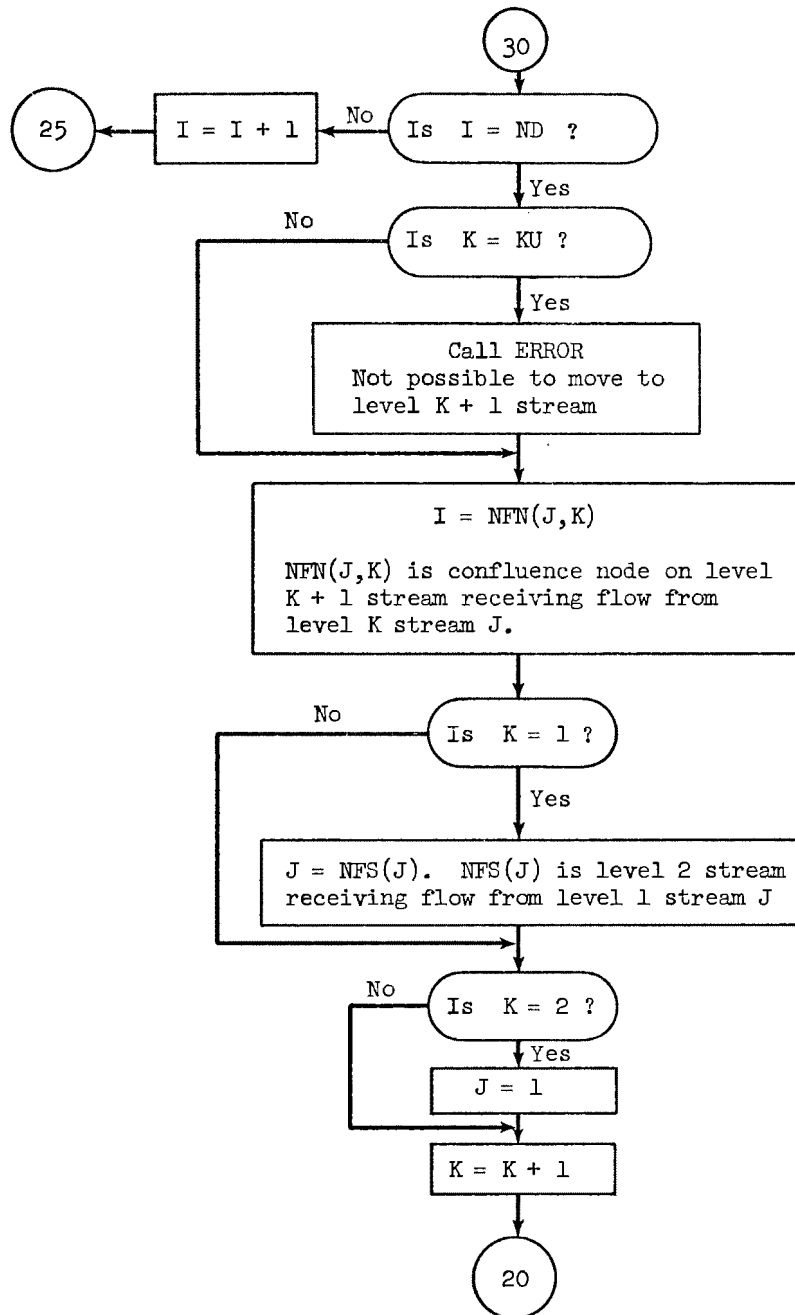 30
25
I = I + 1
No
Is I = ND ?
Yes
No
Is K = KU ?
Yes
Call ERROR
Not possible to move to
level K + 1 stream
I = NFN(J,K)
NFN(J,K) is confluence node on level
K + 1 stream receiving flow from
level K stream J.
No
Is K = 1 ?
Yes
J = NFS(J). NFS(J) is level 2 stream
receiving flow from level 1 stream J
No
Is K = 2 ?
Yes
J = 1
K = K + 1
20